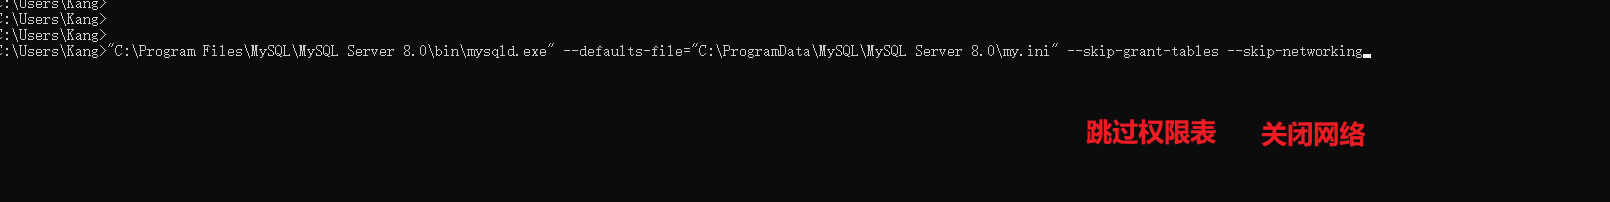 C:\Users\Kang>
C:\Users\Kang>
C:\Users\Kang>
C:\Users\Kang>"C:\Program Files\MySQL\MySQL Server 8.0\bin\mysqld.exe" --defaults-file="C:\ProgramData\MySQL\MySQL Server 8.0\my.ini" --skip-grant-tables --skip-networking
跳过权限表 关闭网络